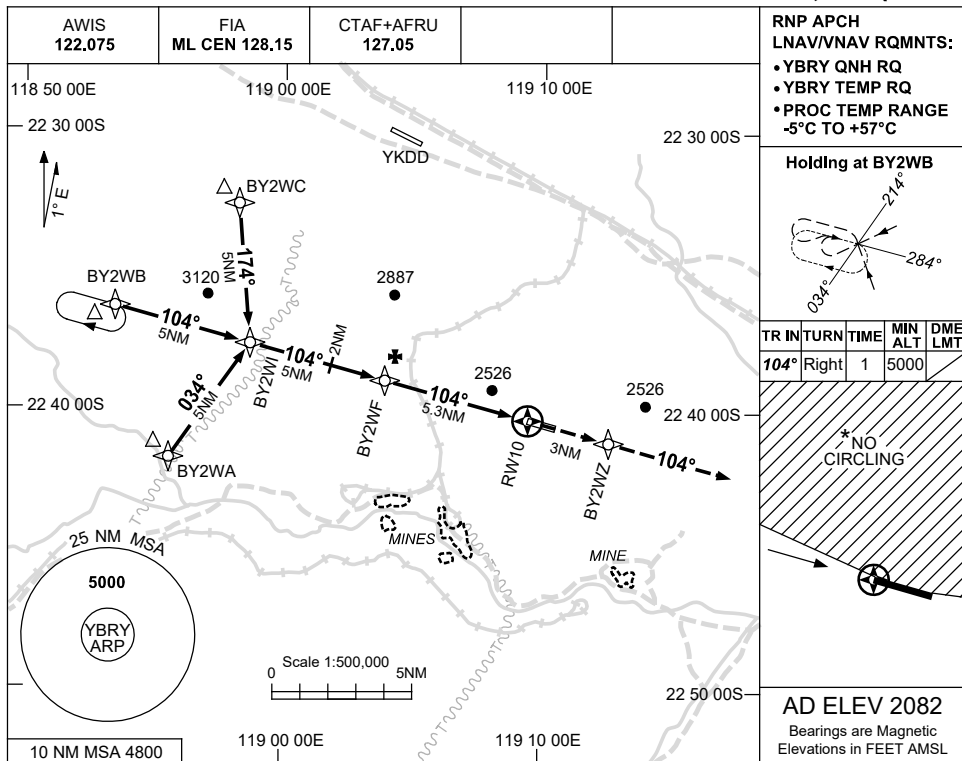 AWIS
122.075
FIA
ML CEN 128.15
CTAF+AFRU
127.05
RNP APCH
LNAV/VNAV RQMNTS:
• YBRY QNH RQ
• YBRY TEMP RQ
• PROC TEMP RANGE
-5°C TO +57°C
118 50 00E
119 00 00E
119 10 00E
22 30 00S
22 30 00S
YKDD
1° E
BY2WC
174°
5NM
BY2WB
3120
2887
104°
5NM
BY2WI
104°
5NM
2NM
034°
5NM
BY2WF
104°
5.3NM
2526
2526
22 40 00S
22 40 00S
BY2WA
RW10
3NM
BY2WZ
104°
MINES
MINE
25 NM MSA
5000
YBRY
ARP
Scale 1:500,000
0
5NM
22 50 00S
10 NM MSA 4800
119 00 00E
119 10 00E
Holding at BY2WB
214°
284°
034°
TR IN TURN TIME MIN ALT DME LMT
104° Right 1 5000
*NO
CIRCLING
AD ELEV 2082
Bearings are Magnetic
Elevations in FEET AMSL